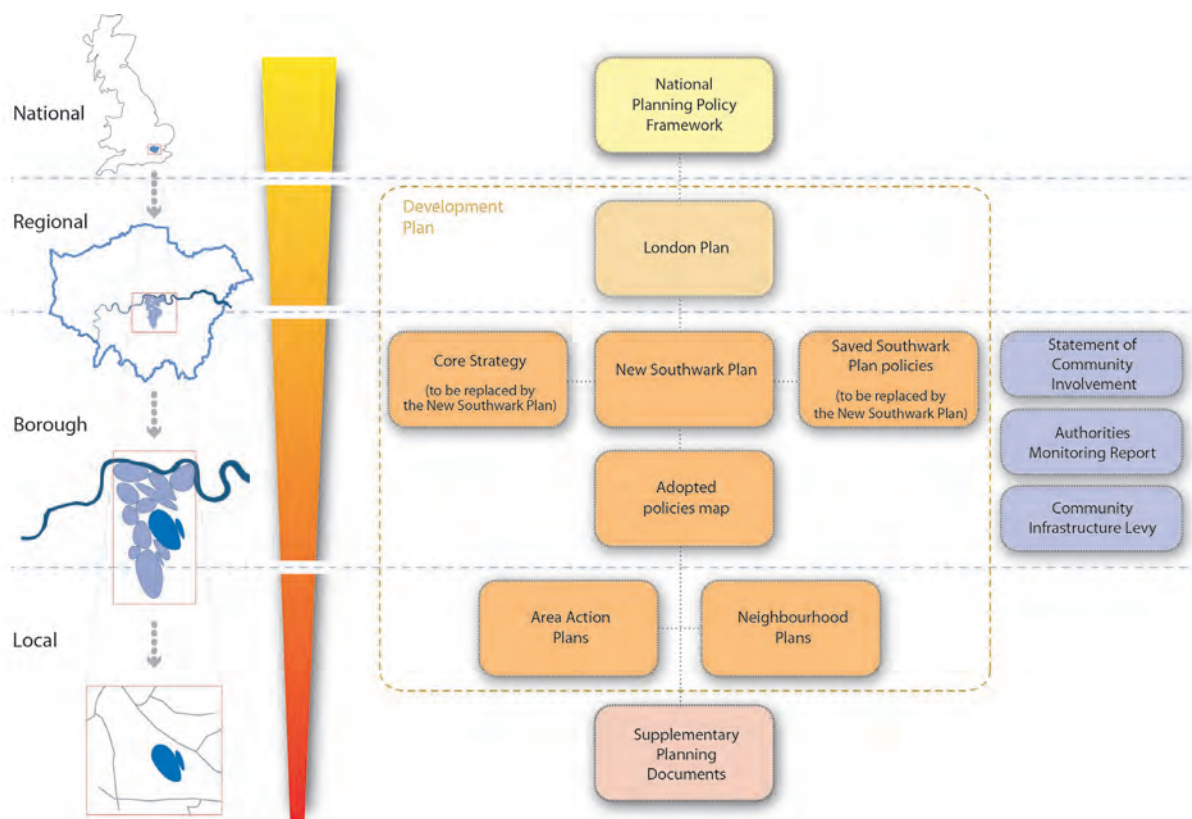 National
National
Planning Policy
Framework
Regional
Development
Plan
London Plan
Core Strategy
(to be replaced by
the New Southwark Plan)
New Southwark Plan
Saved Southwark
Plan policies
(to be replaced by
the New Southwark Plan)
Statement of
Community
Involvement
Borough
Authorities
Monitoring Report
Adopted
policies map
Community
Infrastructure Levy
Local
Area Action
Plans
Neighbourhood
Plans
Supplementary
Planning
Documents